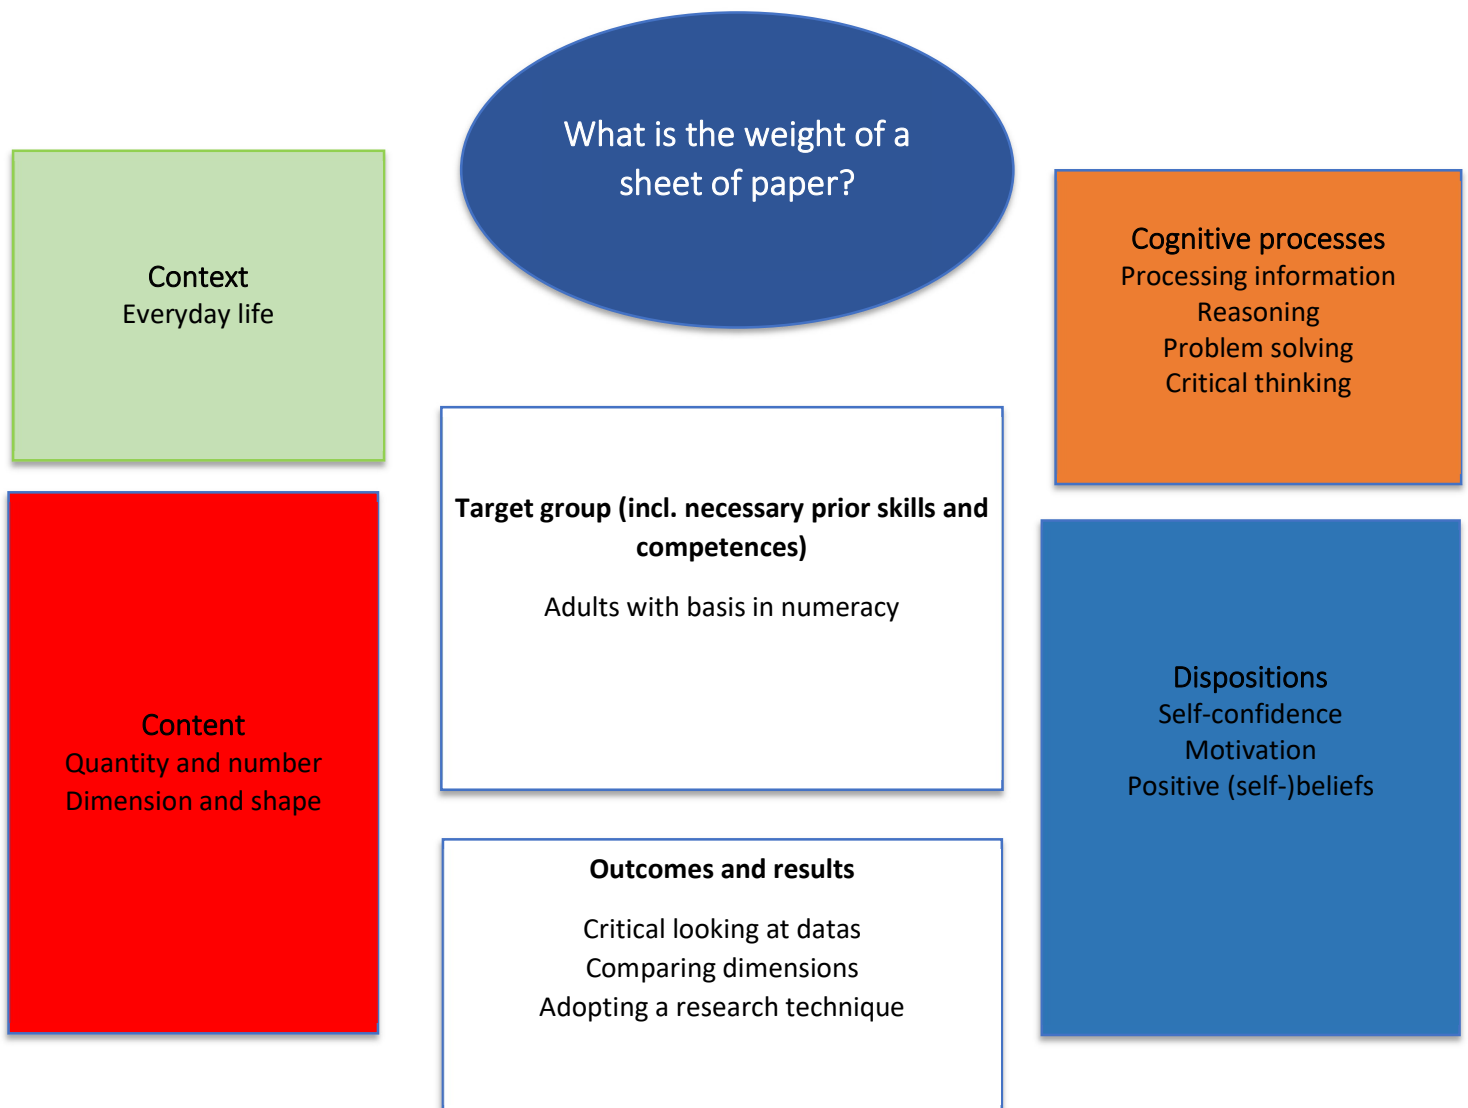 What is the weight of a
sheet of paper?
Context
Everyday life
Cognitive processes
Processing information
Reasoning
Problem solving
Critical thinking
Target group (incl. necessary prior skills and
competences)
Adults with basis in numeracy
Content
Quantity and number
Dimension and shape
Dispositions
Self-confidence
Motivation
Positive (self-)beliefs
Outcomes and results
Critical looking at datas
Comparing dimensions
Adopting a research technique